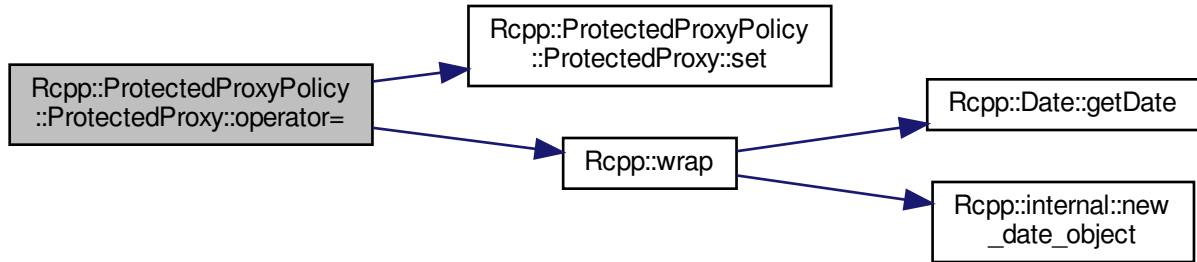 Rcpp::ProtectedProxyPolicy
::ProtectedProxy::operator=
Rcpp::ProtectedProxyPolicy
::ProtectedProxy::set
Rcpp::wrap
Rcpp::Date::getDate
Rcpp::internal::new
_date_object